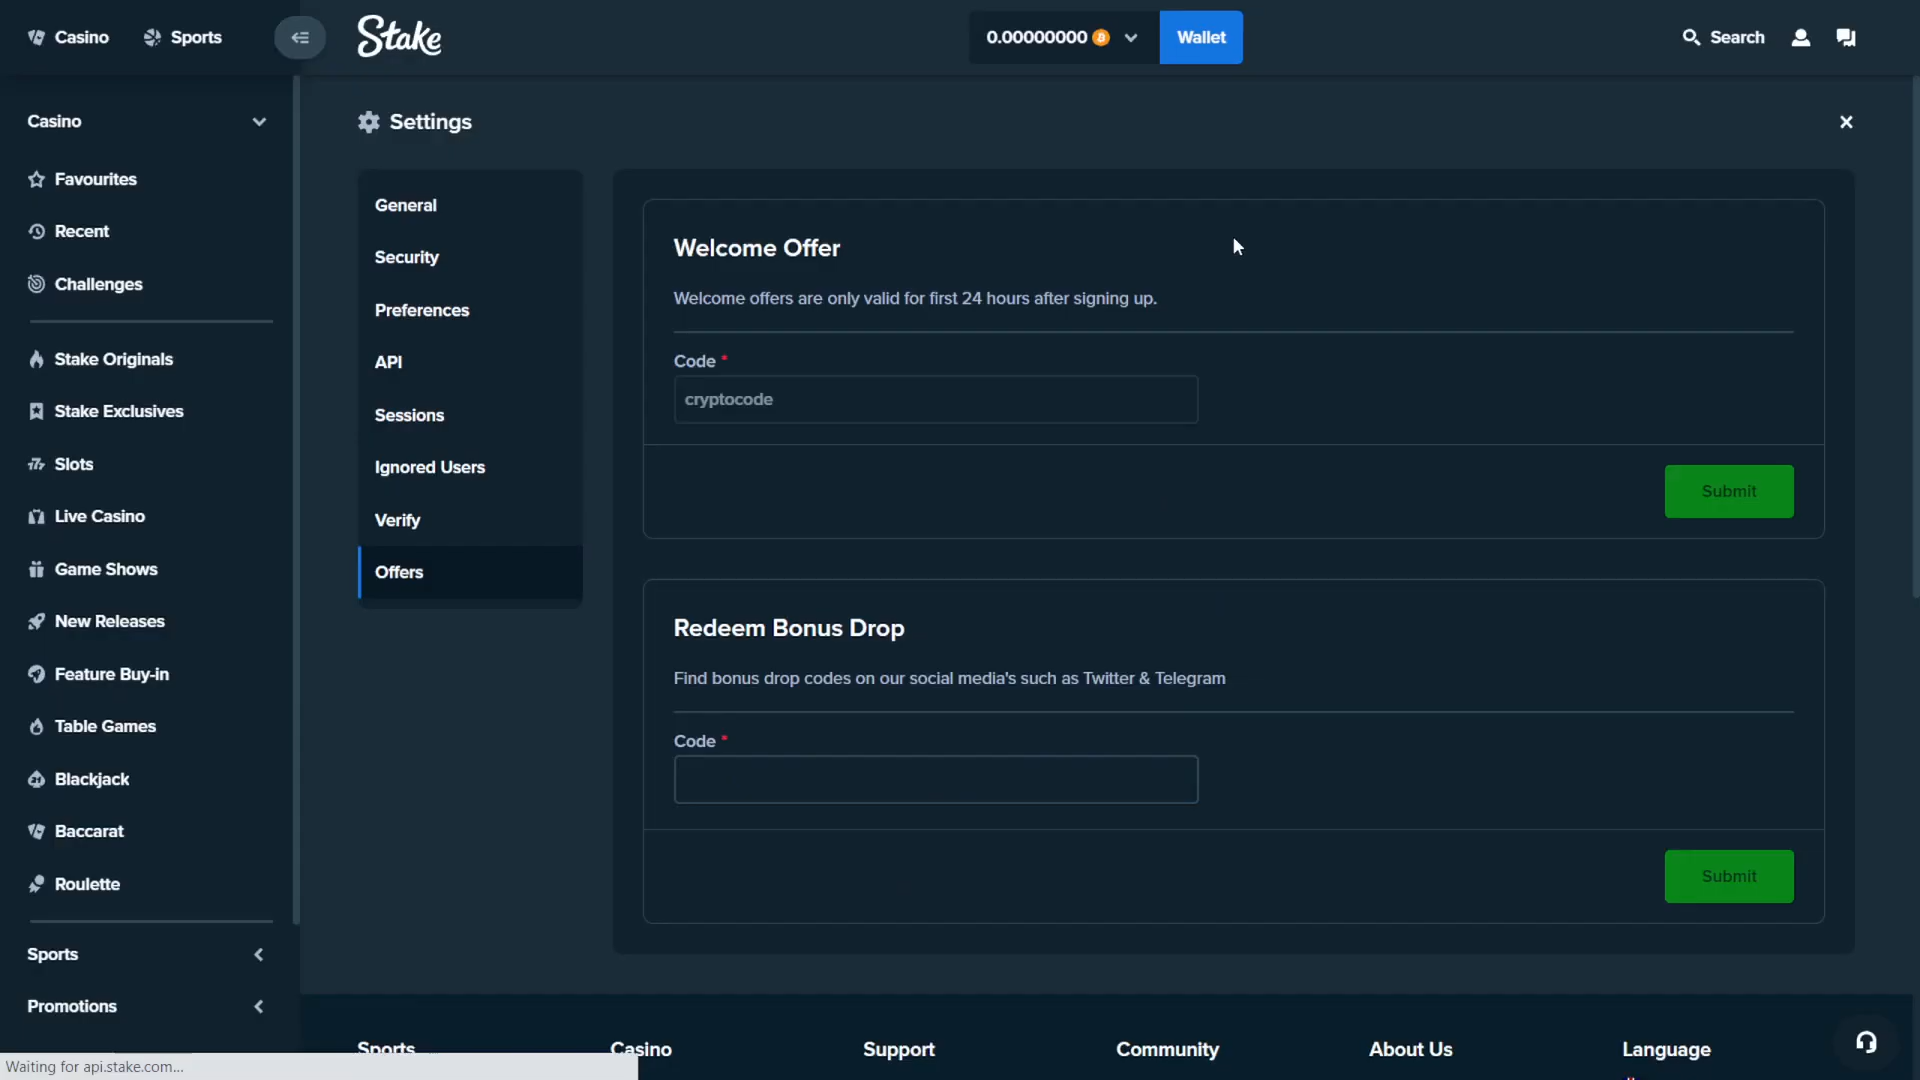 Casino
Sports
Stake
0.00000000
Wallet
Search
Casino
Favourites
Recent
Challenges
Stake Originals
Stake Exclusives
Slots
Live Casino
Game Shows
New Releases
Feature Buy-in
Table Games
Blackjack
Baccarat
Roulette
Sports
Promotions
Settings
General
Security
Preferences
API
Sessions
Ignored Users
Verify
Offers
Welcome Offer
Welcome offers are only valid for first 24 hours after signing up.
Code *
cryptocode
Submit
Redeem Bonus Drop
Find bonus drop codes on our social media's such as Twitter & Telegram
Code *
Submit
Sports
Casino
Support
Community
About Us
Language
Waiting for api.stake.com...